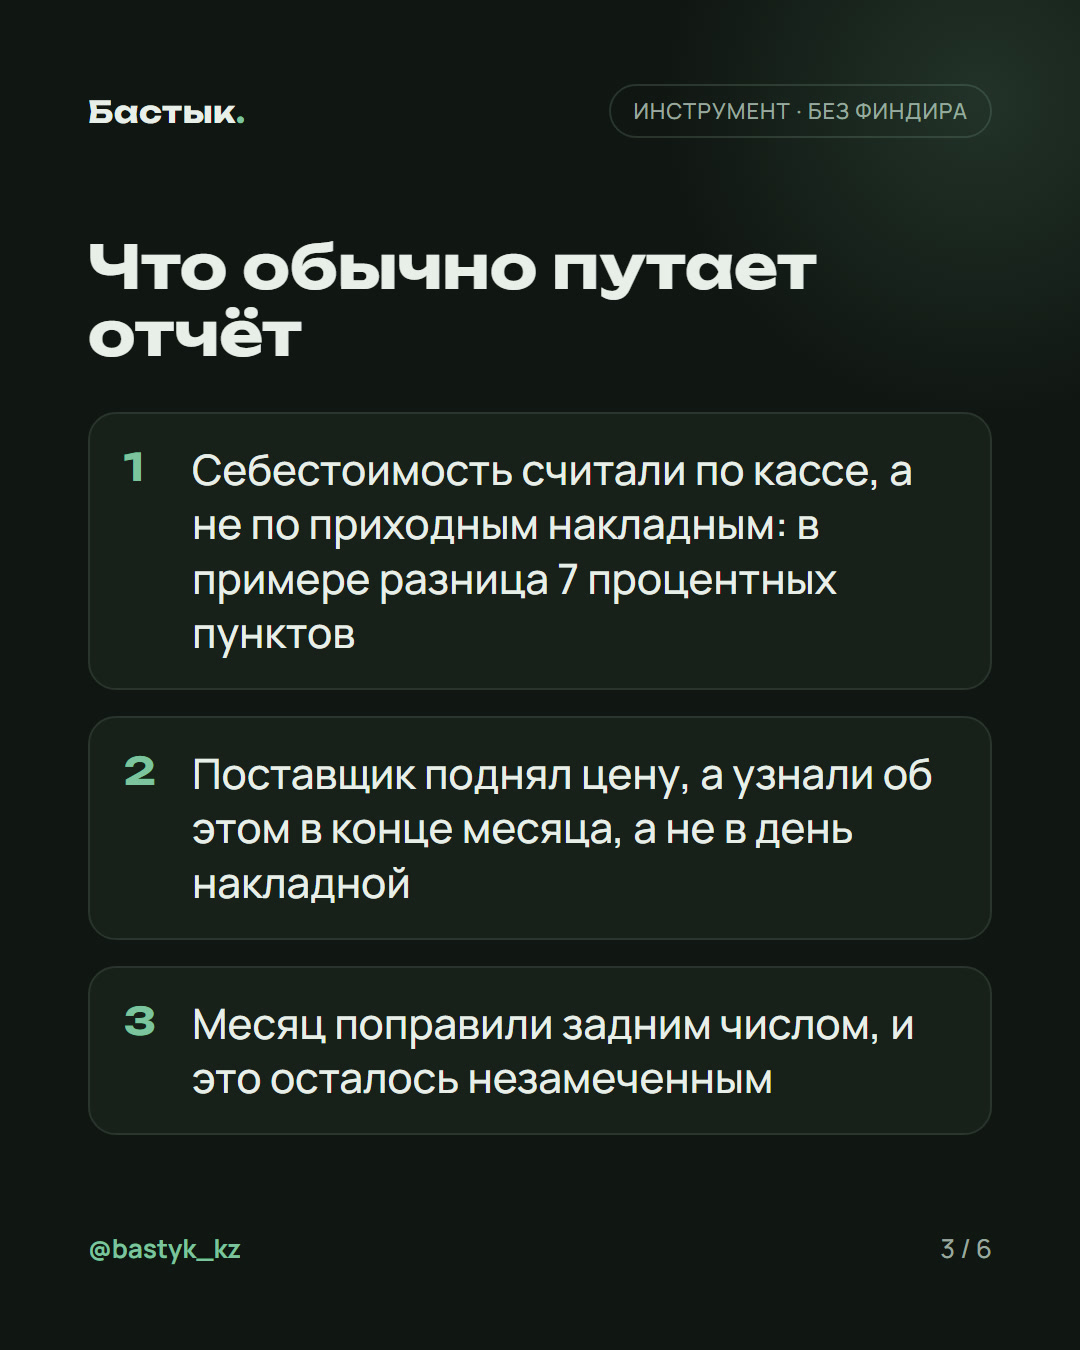 Бастык.
ИНСТРУМЕНТ · БЕЗ ФИНДИРА
Что обычно путает
отчёт
1
Себестоимость считали по кассе, а
не по приходным накладным: в
примере разница 7 процентных
пунктов
2
Поставщик поднял цену, а узнали об
этом в конце месяца, а не в день
накладной
3
Месяц поправили задним числом, и
это осталось незамеченным
@bastyk_kz
3 / 6